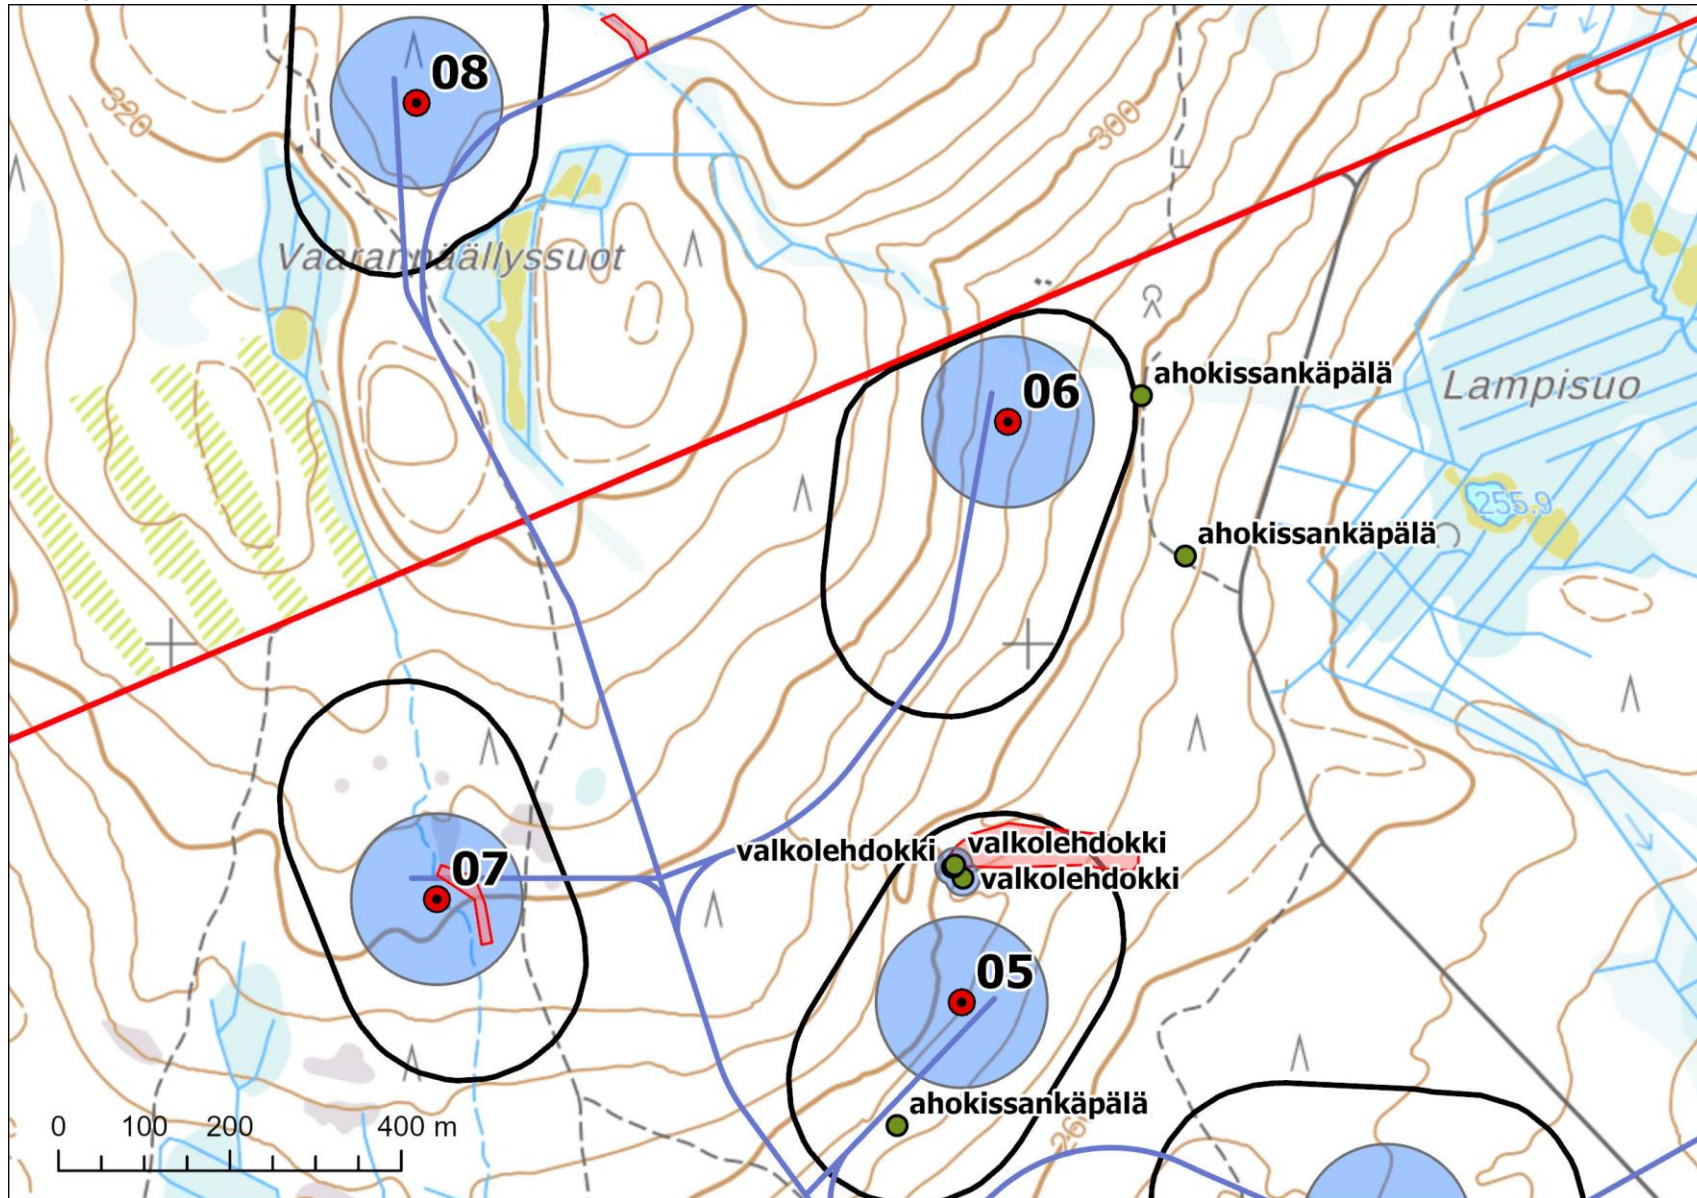 08
320
300
Vaaranpäällyssuot
06
ahokissankäpälä
Lampisuo
255.9
ahokissankäpälä
valkolehdokki
valkolehdokki
valkolehdokki
07
05
ahokissankäpälä
0 100 200 400 m